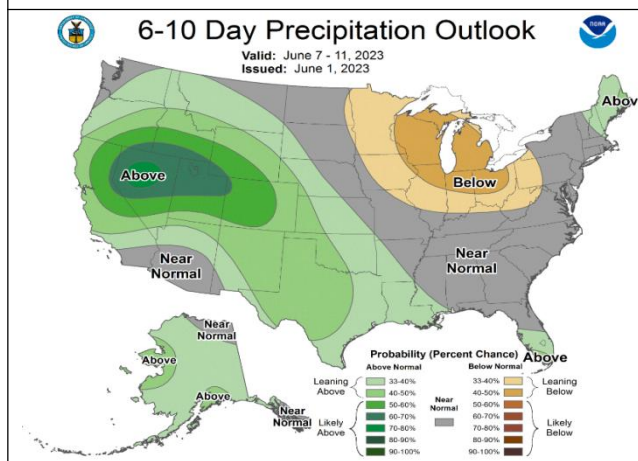 6-10 Day Precipitation Outlook
Valid: June 7 - 11, 2023
Issued: June 1, 2023
NOAA
Above
Above
Below
Near
Normal
Near
Normal
Above
Near
Normal
Above
Above
Near
Normal
Probability (Percent Chance)
Above Normal
Below Normal
Leaning
Above
33-40%
40-50%
50-60%
Likely
Above
60-70%
70-80%
80-90%
90-100%
Near
Normal
33-40%
40-50%
50-60%
60-70%
70-80%
80-90%
90-100%
Leaning
Below
Likely
Below